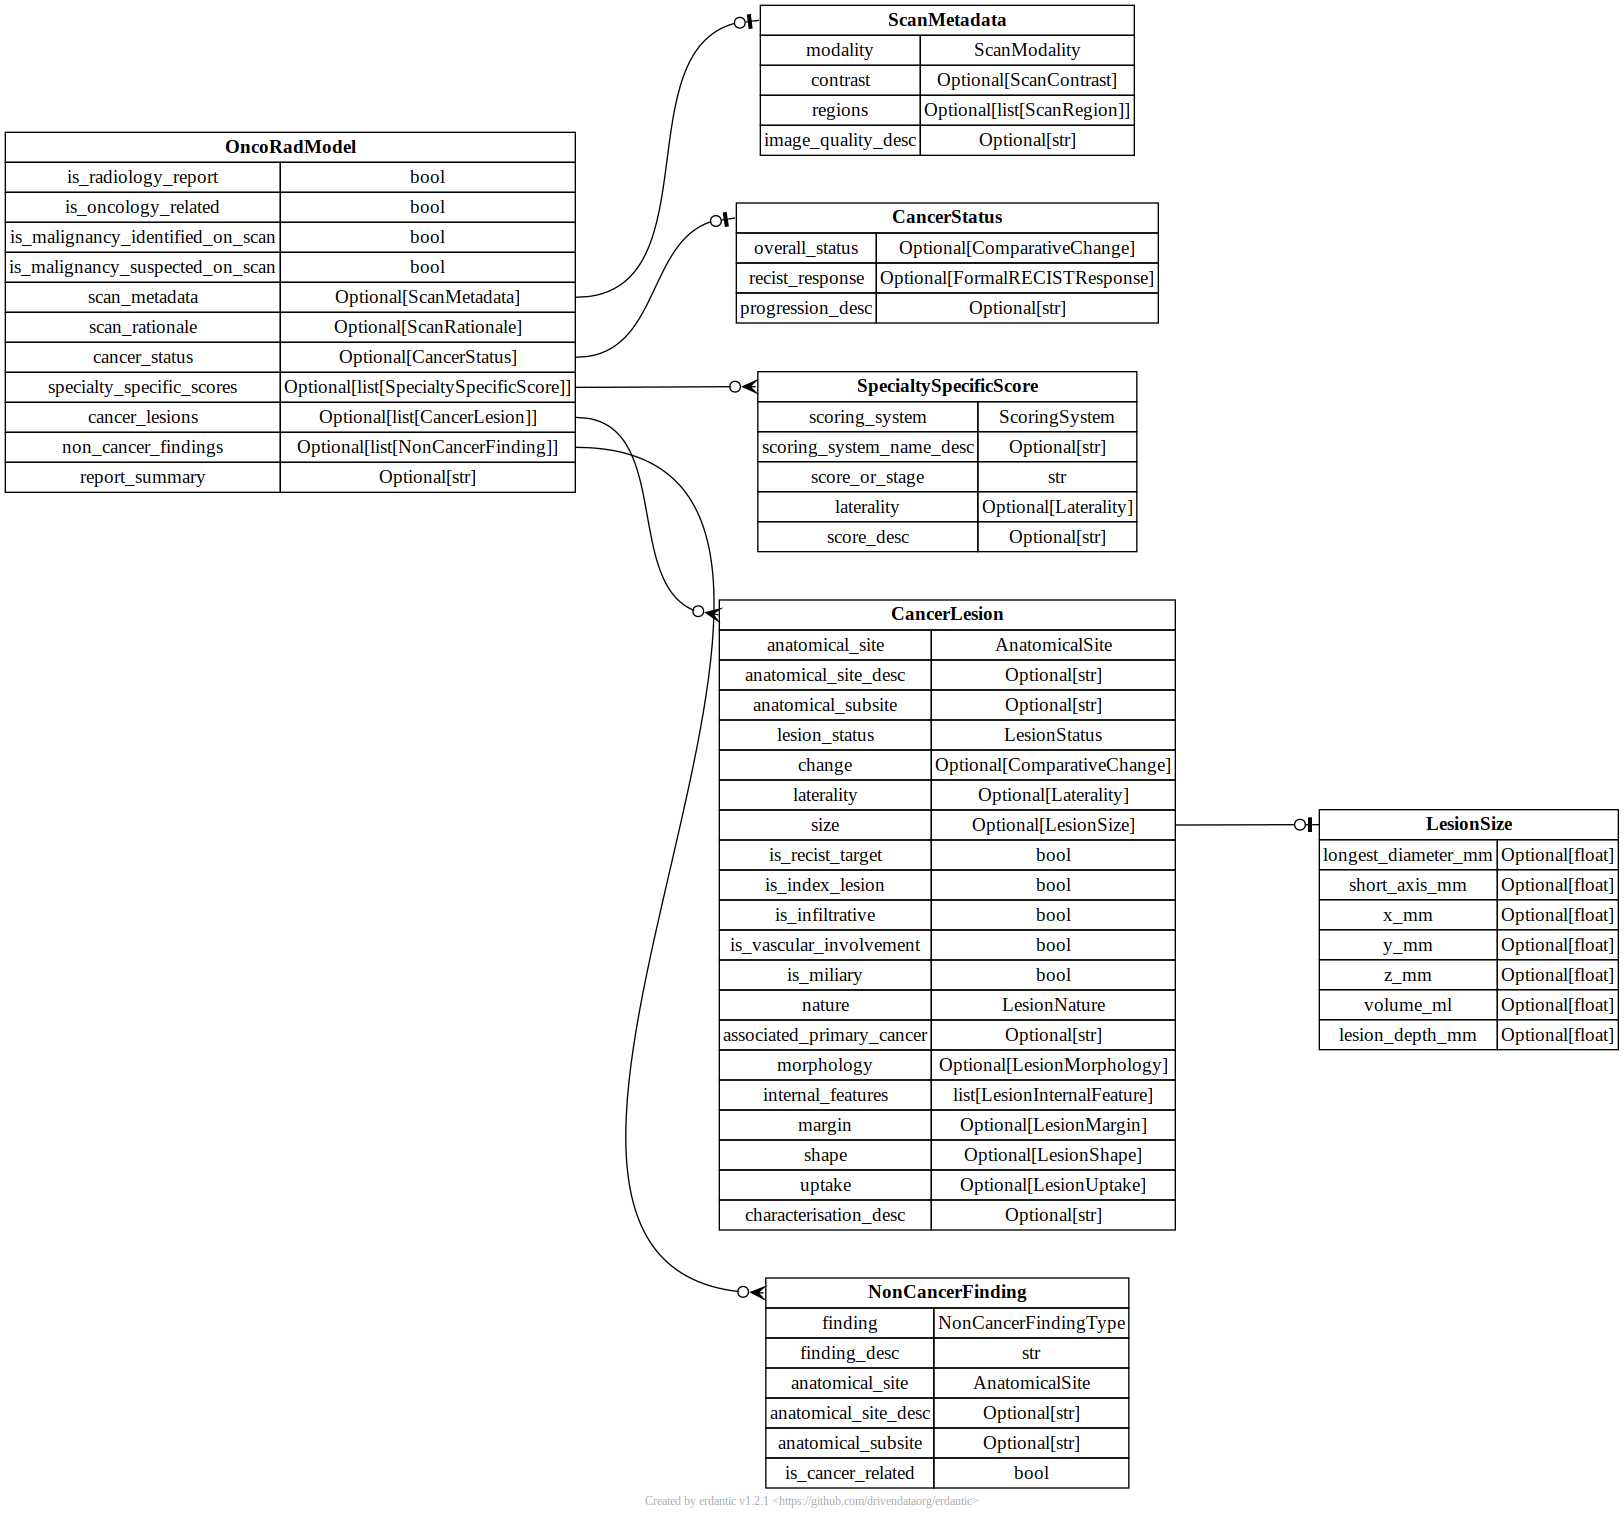 ScanMetadata
modality ScanModality
contrast Optional[ScanContrast]
regions Optional[list[ScanRegion]]
image_quality_desc Optional[str]
OncoRadModel
is_radiology_report bool
is_oncology_related bool
is_malignancy_identified_on_scan bool
is_malignancy_suspected_on_scan bool
scan_metadata Optional[ScanMetadata]
scan_rationale Optional[ScanRationale]
cancer_status Optional[CancerStatus]
specialty_specific_scores Optional[list[SpecialtySpecificScore]]
cancer_lesions Optional[list[CancerLesion]]
non_cancer_findings Optional[list[NonCancerFinding]]
report_summary Optional[str]
CancerStatus
overall_status Optional[ComparativeChange]
recist_response Optional[FormalRECISTResponse]
progression_desc Optional[str]
SpecialtySpecificScore
scoring_system ScoringSystem
scoring_system_name_desc Optional[str]
score_or_stage str
laterality Optional[Laterality]
score_desc Optional[str]
CancerLesion
anatomical_site AnatomicalSite
anatomical_site_desc Optional[str]
anatomical_subsite Optional[str]
lesion_status LesionStatus
change Optional[ComparativeChange]
laterality Optional[Laterality]
size Optional[LesionSize]
is_recist_target bool
is_index_lesion bool
is_infiltrative bool
is_vascular_involvement bool
is_miliary bool
nature LesionNature
associated_primary_cancer Optional[str]
morphology Optional[LesionMorphology]
internal_features list[LesionInternalFeature]
margin Optional[LesionMargin]
shape Optional[LesionShape]
uptake Optional[LesionUptake]
characterisation_desc Optional[str]
LesionSize
longest_diameter_mm Optional[float]
short_axis_mm Optional[float]
x_mm Optional[float]
y_mm Optional[float]
z_mm Optional[float]
volume_ml Optional[float]
lesion_depth_mm Optional[float]
NonCancerFinding
finding NonCancerFindingType
finding_desc str
anatomical_site AnatomicalSite
anatomical_site_desc Optional[str]
anatomical_subsite Optional[str]
is_cancer_related bool
Created by erdantic v1.2.1 <https://github.com/drivendataorg/erdantic>